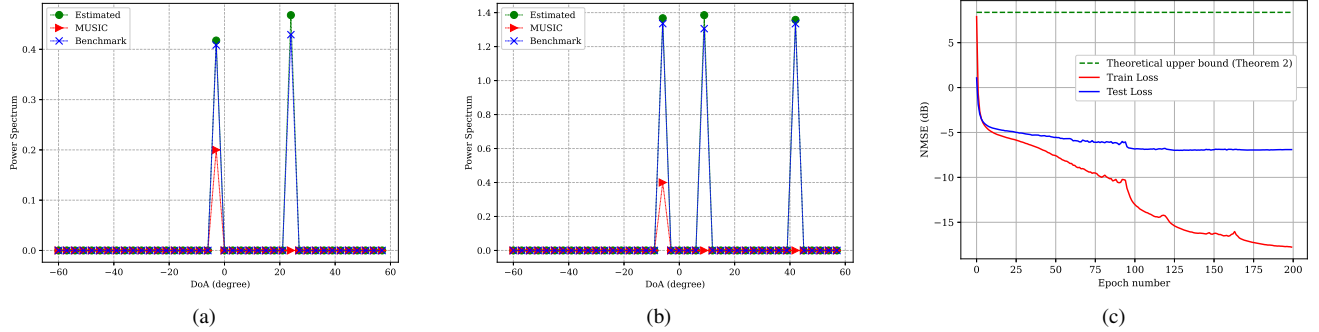 Estimated
MUSIC
Benchmark
Power Spectrum
0.4
0.3
0.2
0.1
0.0
−60 −40 −20 0 20 40 60
DoA (degree)
(a)
Estimated
MUSIC
Benchmark
Power Spectrum
1.4
1.2
1.0
0.8
0.6
0.4
0.2
0.0
−60 −40 −20 0 20 40 60
DoA (degree)
(b)
Theoretical upper bound (Theorem 2)
Train Loss
Test Loss
NMSE (dB)
5
0
−5
−10
−15
0 25 50 75 100 125 150 175 200
Epoch number
(c)